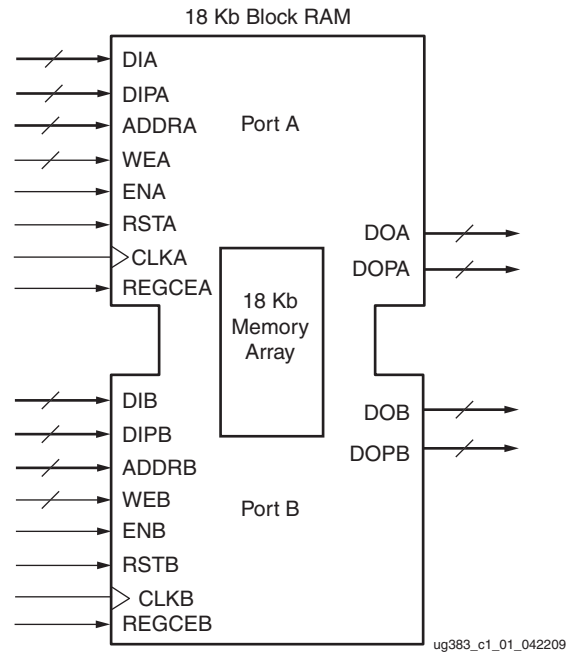 18 Kb Block RAM
DIA
DIPA
ADDRA
Port A
WEA
ENA
RSTA
DOA
CLKA
DOPA
REGCEA
18 Kb
Memory
Array
DIB
DOB
DIPB
DOPB
ADDRB
WEB
Port B
ENB
RSTB
CLKB
REGCEB
ug383_c1_01_042209